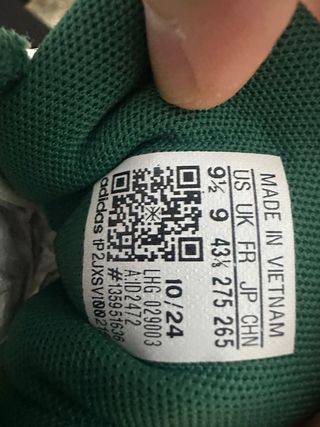 MADE IN VIETNAM
US UK FR JP CHN
9½ 9 43⅓ 275 265
10/24
LHG 029003
adidas